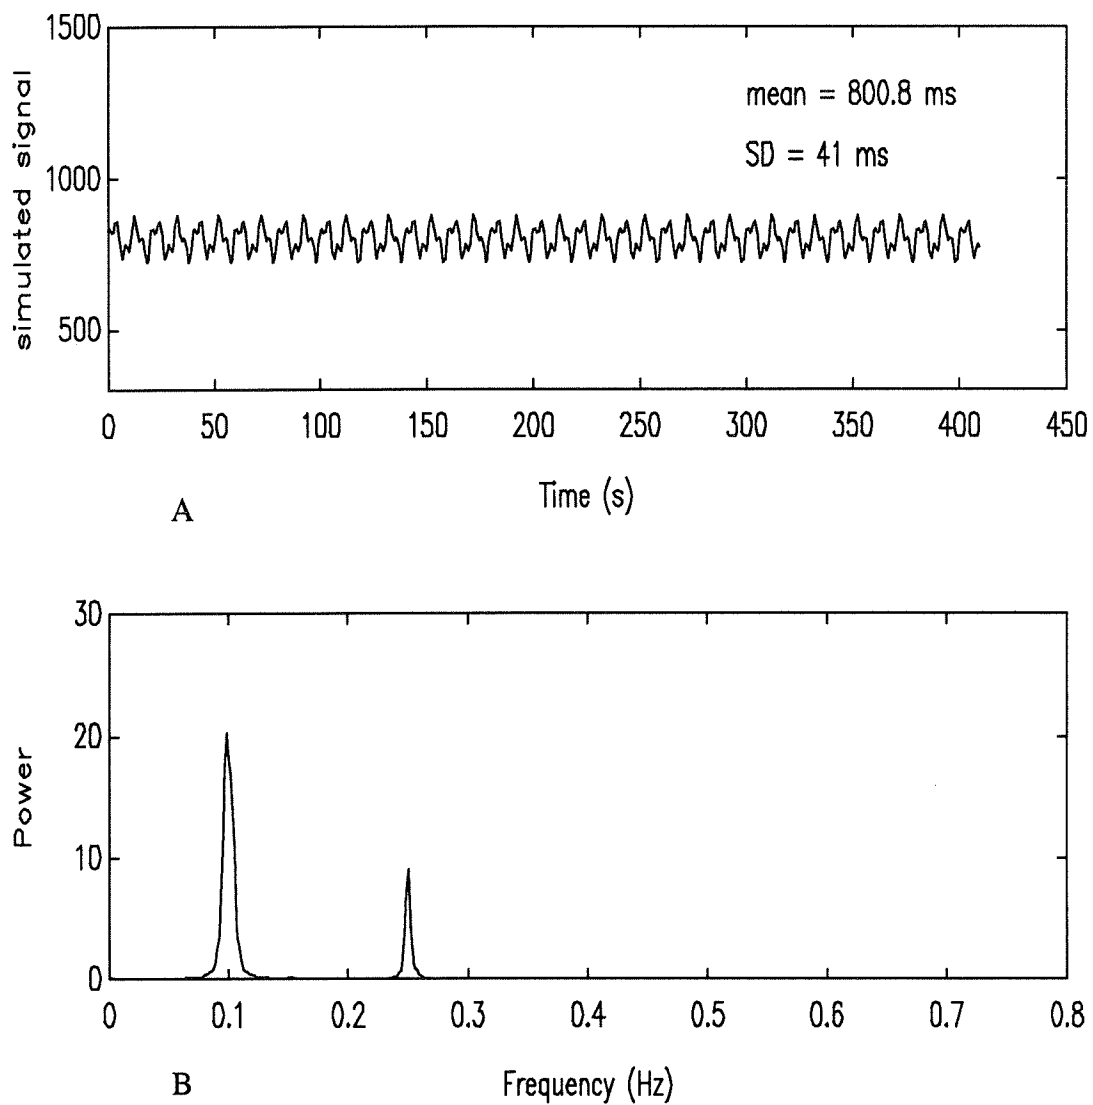 1500
mean = 800.8 ms
SD = 41 ms
1000
500
simulated signal
0 50 100 150 200 250 300 350 400 450
Time (s)
A
30
20
10
0
Power
0 0.1 0.2 0.3 0.4 0.5 0.6 0.7 0.8
Frequency (Hz)
B